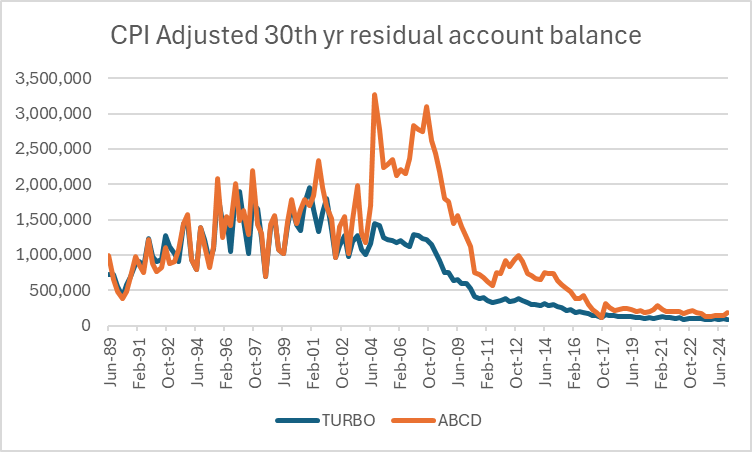 CPI Adjusted 30th yr residual account balance
3,500,000
3,000,000
2,500,000
2,000,000
1,500,000
1,000,000
500,000
0
Jun-89
Feb-91
Oct-92
Jun-94
Feb-96
Oct-97
Jun-99
Feb-01
Oct-02
Jun-04
Feb-06
Oct-07
Jun-09
Feb-11
Oct-12
Jun-14
Feb-16
Oct-17
Jun-19
Feb-21
Oct-22
Jun-24
TURBO
ABCD